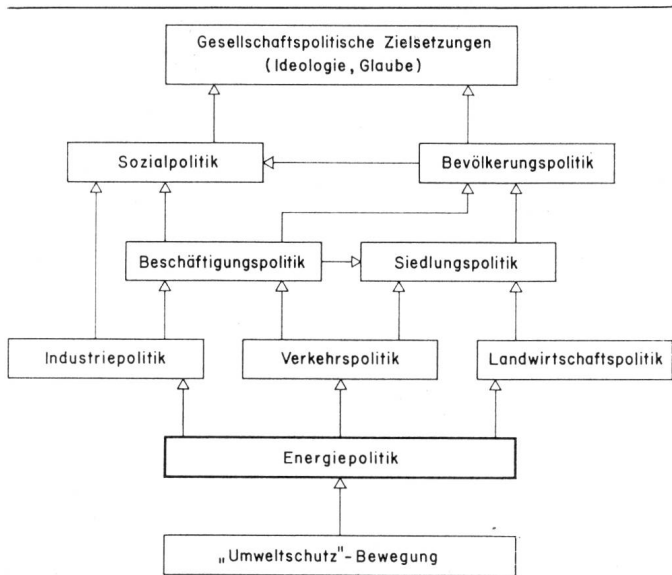 Gesellschaftspolitische Zielsetzungen
(Ideologie, Glaube)
Sozialpolitik
Bevölkerungspolitik
Beschäftigungspolitik
Siedlungspolitik
Industriepolitik
Verkehrspolitik
Landwirtschaftspolitik
Energiepolitik
„Umweltschutz"-Bewegung